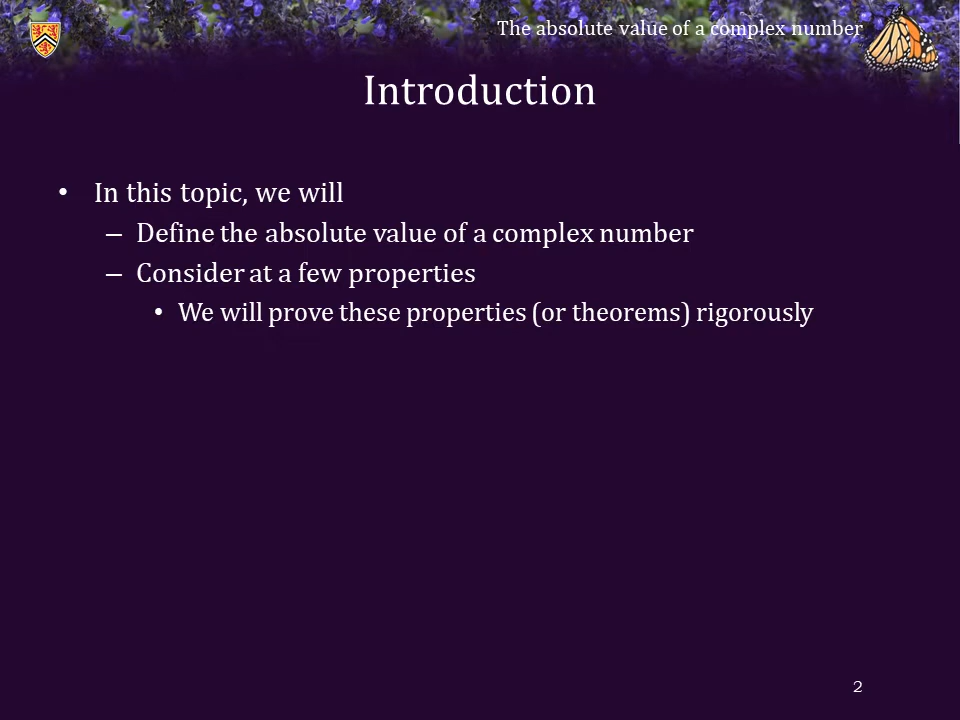 The absolute value of a complex number
Introduction
• In this topic, we will
– Define the absolute value of a complex number
– Consider at a few properties
• We will prove these properties (or theorems) rigorously
2